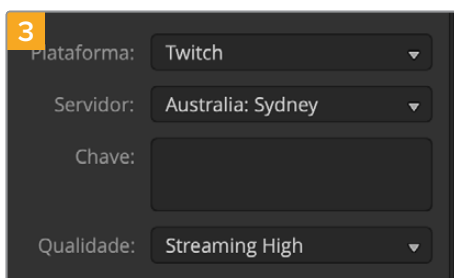 3
Plataforma: Twitch
Servidor: Australia: Sydney
Chave:
Qualidade: Streaming High